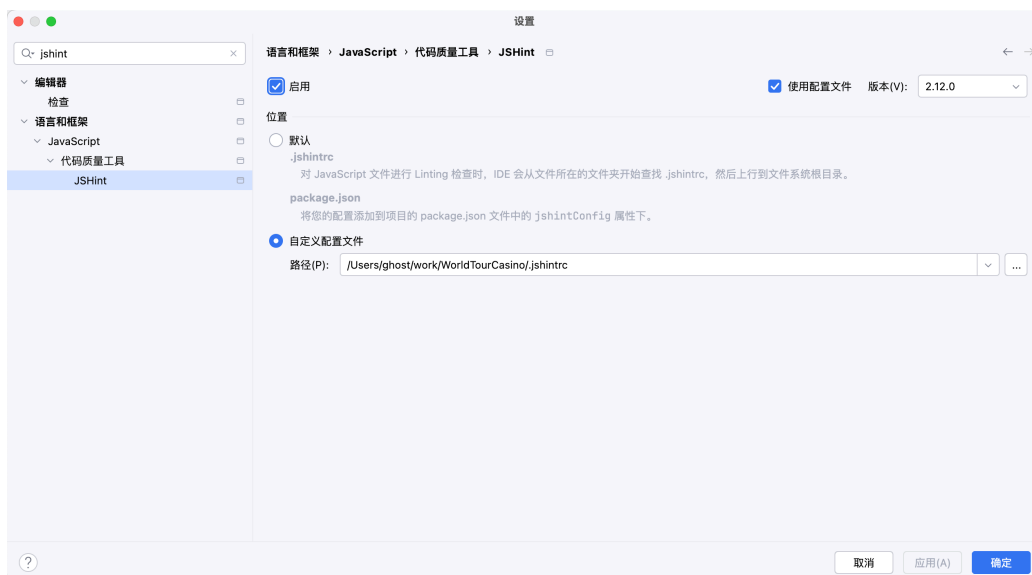 设置
jshint
语言和框架 › JavaScript › 代码质量工具 › JSHint
编辑器
检查
语言和框架
JavaScript
代码质量工具
JSHint
启用
使用配置文件 版本(V): 2.12.0
位置
默认
.jshintrc
对 JavaScript 文件进行 Linting 检查时，IDE 会从文件所在的文件夹开始查找 .jshintrc，然后上行到文件系统根目录。
package.json
将您的配置添加到项目的 package.json 文件中的 jshintConfig 属性下。
自定义配置文件
路径(P): /Users/ghost/work/WorldTourCasino/.jshintrc
...
?
取消 应用(A) 确定